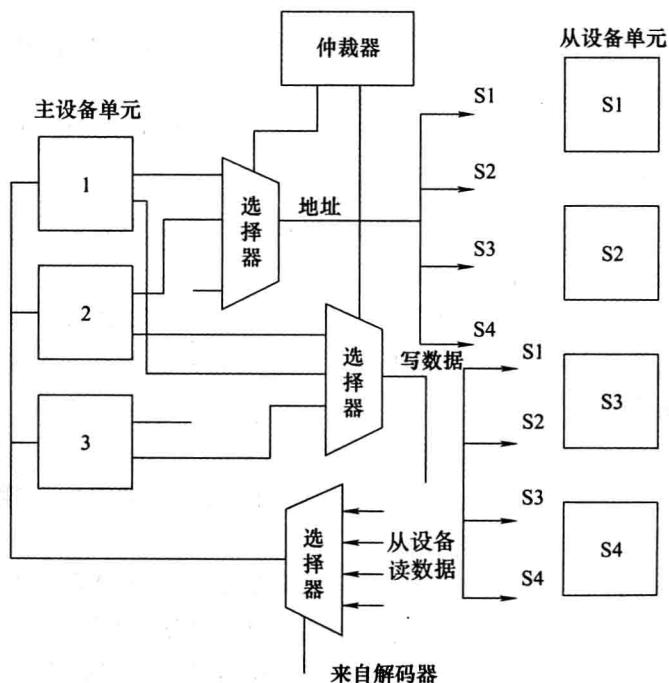 仲裁器
从设备单元
主设备单元
S1
S1
1
选择器
地址
S2
S3
S2
2
S4
写数据
S1
选择器
S2
S3
3
S3
选择器
从设备
读数据
S4
S4
来自解码器